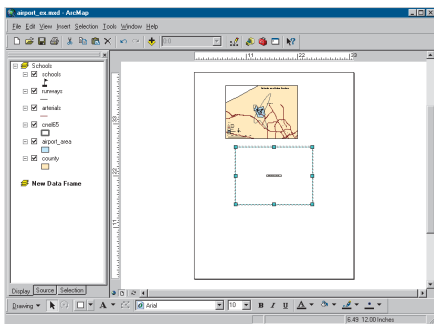 airport_ex.mxd - ArcMap
File Edit View Insert Selection Tools Window Help
Schools
schools
runways
arterials
cnel65
airport_area
county
New Data Frame
Display Source Selection
Drawing A Arial 10 B I U A
6.49 12.00 Inches